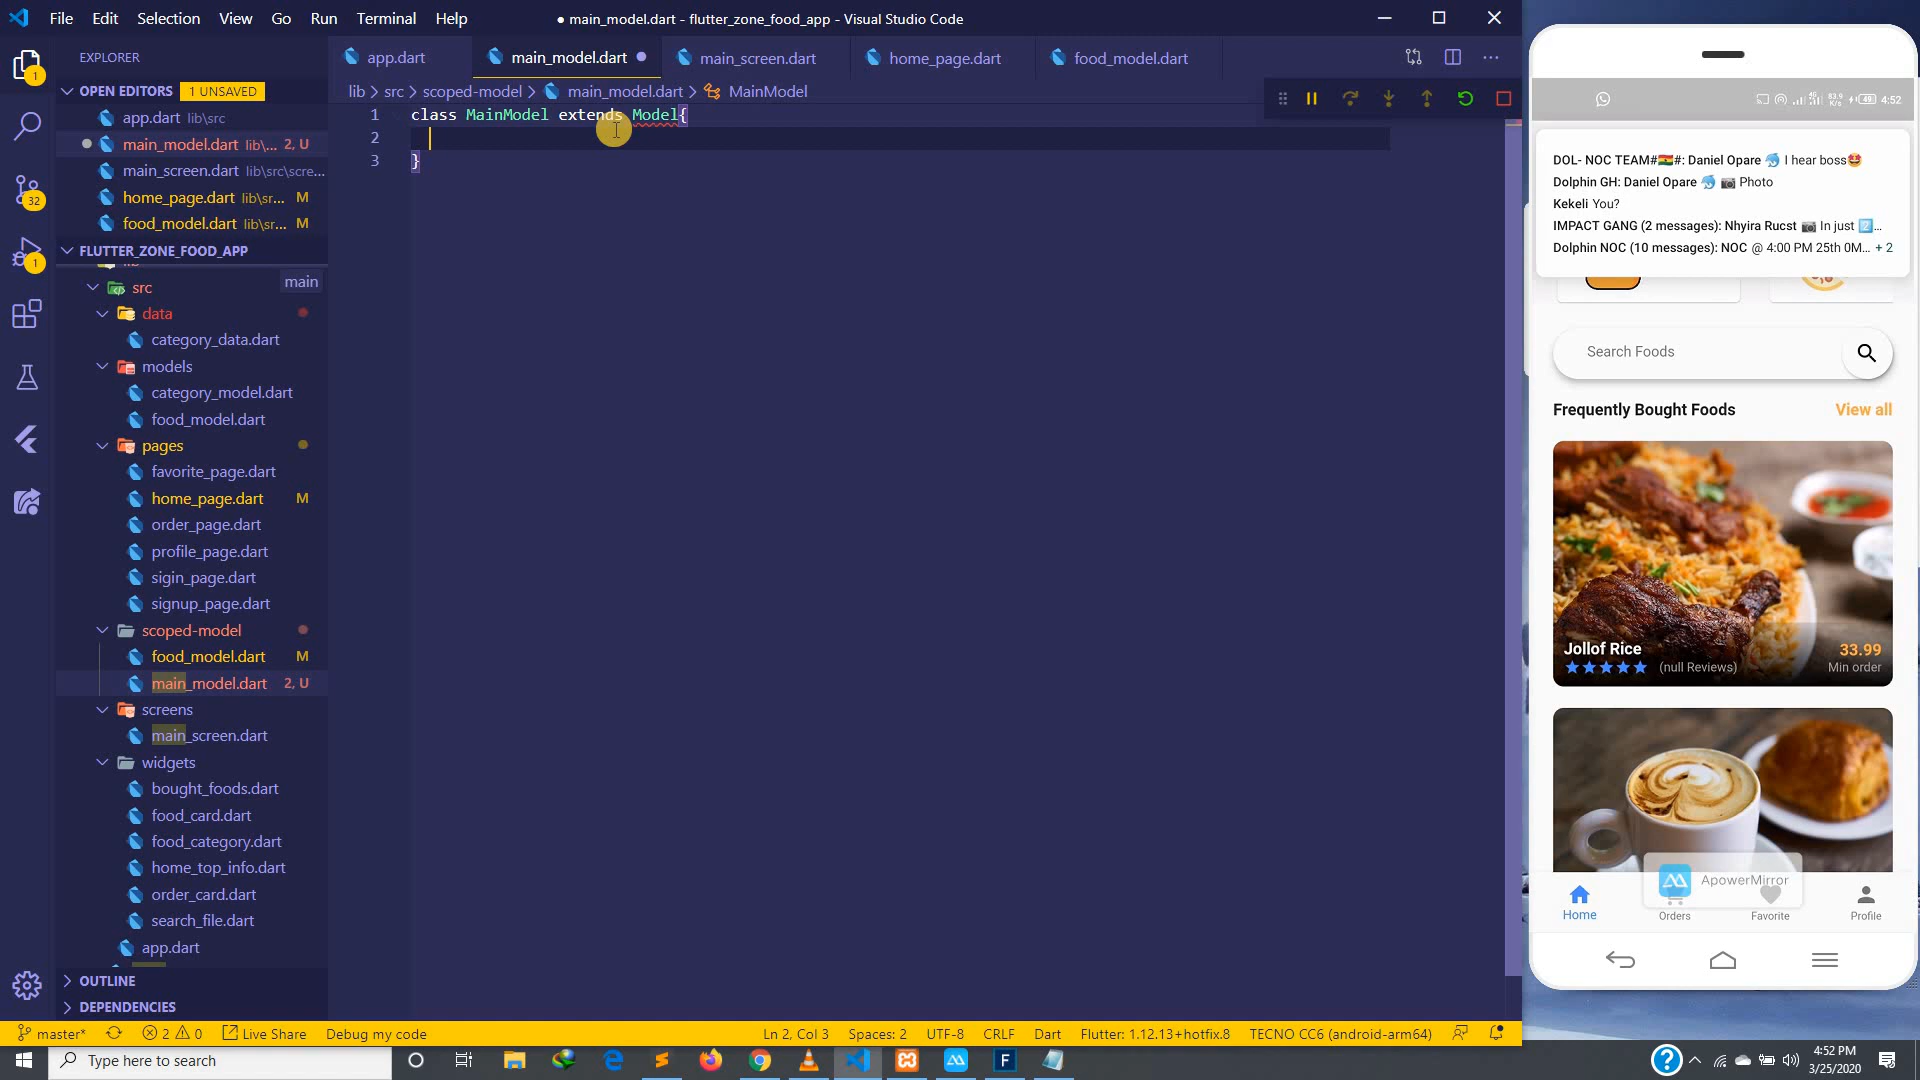 File Edit Selection View Go Run Terminal Help
● main_model.dart - flutter_zone_food_app - Visual Studio Code
EXPLORER
OPEN EDITORS 1 UNSAVED
app.dart lib\src
main_model.dart lib\... 2, U
main_screen.dart lib\src\scre...
home_page.dart lib\sr... M
food_model.dart lib\sr... M
FLUTTER_ZONE_FOOD_APP
main
src
data
category_data.dart
models
category_model.dart
food_model.dart
pages
favorite_page.dart
home_page.dart M
order_page.dart
profile_page.dart
sigin_page.dart
signup_page.dart
scoped-model
food_model.dart M
main_model.dart 2, U
screens
main_screen.dart
widgets
bought_foods.dart
food_card.dart
food_category.dart
home_top_info.dart
order_card.dart
search_file.dart
app.dart
OUTLINE
DEPENDENCIES
1
32
1
app.dart main_model.dart main_screen.dart home_page.dart food_model.dart
lib > src > scoped-model > main_model.dart > MainModel
1 class MainModel extends Model{
2
3 }
83.9 K/s 49 4:52
DOL- NOC TEAM#🇬🇭#: Daniel Opare 🐬 I hear boss🤩
Dolphin GH: Daniel Opare 🐬 📷 Photo
Kekeli You?
IMPACT GANG (2 messages): Nhyira Rucst 📷 In just 2️⃣...
Dolphin NOC (10 messages): NOC @ 4:00 PM 25th 0M... + 2
Search Foods
Frequently Bought Foods View all
Jollof Rice 33.99
(null Reviews) Min order
ApowerMirror
Home Orders Favorite Profile
master* 2 0 Live Share Debug my code Ln 2, Col 3 Spaces: 2 UTF-8 CRLF Dart Flutter: 1.12.13+hotfix.8 TECNO CC6 (android-arm64)
Type here to search
4:52 PM
3/25/2020